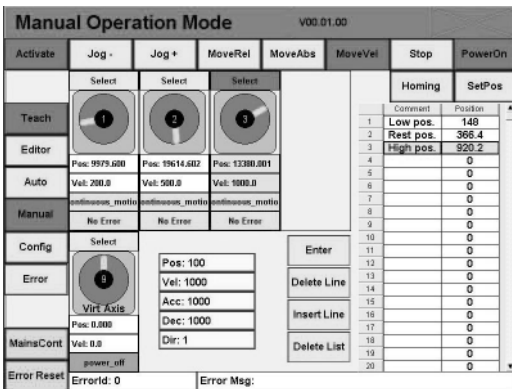 Manual Operation Mode V00.01.00
Activate Jog - Jog + MoveRel MoveAbs MoveVel Stop PowerOn
Select Select Select Homing SetPos
Teach 1 2 3
Editor
Auto
Manual
Config
Error
MainsCont
Error Reset
Pos: 9979.600 Pos: 19614.602 Pos: 13380.001
Vel: 200.0 Vel: 500.0 Vel: 1000.0
ontinuous_motio ontinuous_motio ontinuous_motio
No Error No Error No Error
Select
9
Virt Axis
Pos: 0.000
Vel: 0.0
power_off
Pos: 100
Vel: 1000
Acc: 1000
Dec: 1000
Dir: 1
Enter
Delete Line
Insert Line
Delete List
Comment Position
1 Low pos. 148
2 Rest pos. 366.4
3 High pos. 920.2
4 0
5 0
6 0
7 0
8 0
9 0
10 0
11 0
12 0
13 0
14 0
15 0
16 0
17 0
18 0
19 0
20 0
ErrorId: 0 Error Msg: